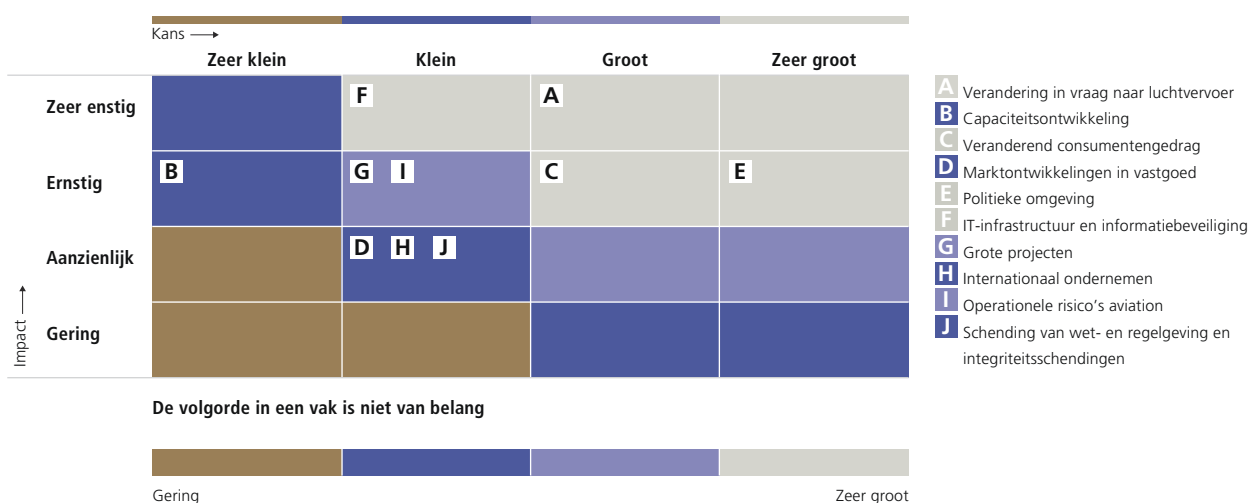 Kans
Zeer klein Klein Groot Zeer groot
Zeer enstig F A
Ernstig B G I C E
Aanzienlijk D H J
Gering
Impact
De volgorde in een vak is niet van belang
Gering Zeer groot
A Verandering in vraag naar luchtvervoer
B Capaciteitsontwikkeling
C Veranderend consumentengedrag
D Marktontwikkelingen in vastgoed
E Politieke omgeving
F IT-infrastructuur en informatiebeveiliging
G Grote projecten
H Internationaal ondernemen
I Operationele risico's aviation
J Schending van wet- en regelgeving en
integriteitsschendingen